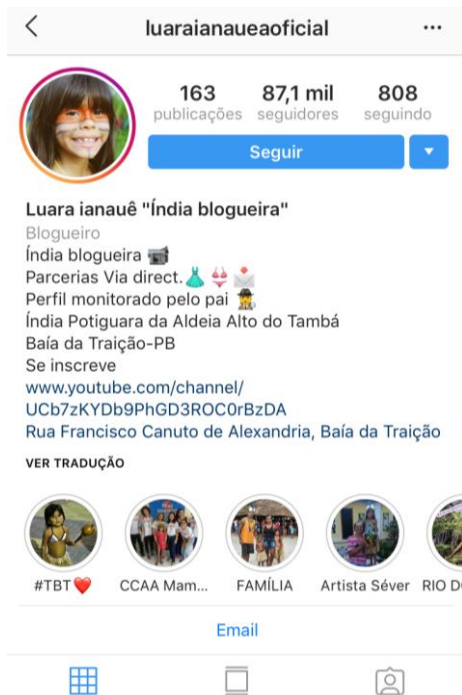 luaraianaueaoficial
163 87,1 mil 808
publicações seguidores seguindo
Seguir
Luara ianauê "Índia blogueira"
Blogueiro
Índia blogueira
Parcerias Via direct.
Perfil monitorado pelo pai
Índia Potiguara da Aldeia Alto do Tambá
Baía da Traição-PB
Se inscreve
www.youtube.com/channel/
UCb7zKYDb9PhGD3ROC0rBzDA
Rua Francisco Canuto de Alexandria, Baía da Traição
VER TRADUÇÃO
#TBT❤️ CCAA Mam... FAMÍLIA Artista Séver RIO D
Email